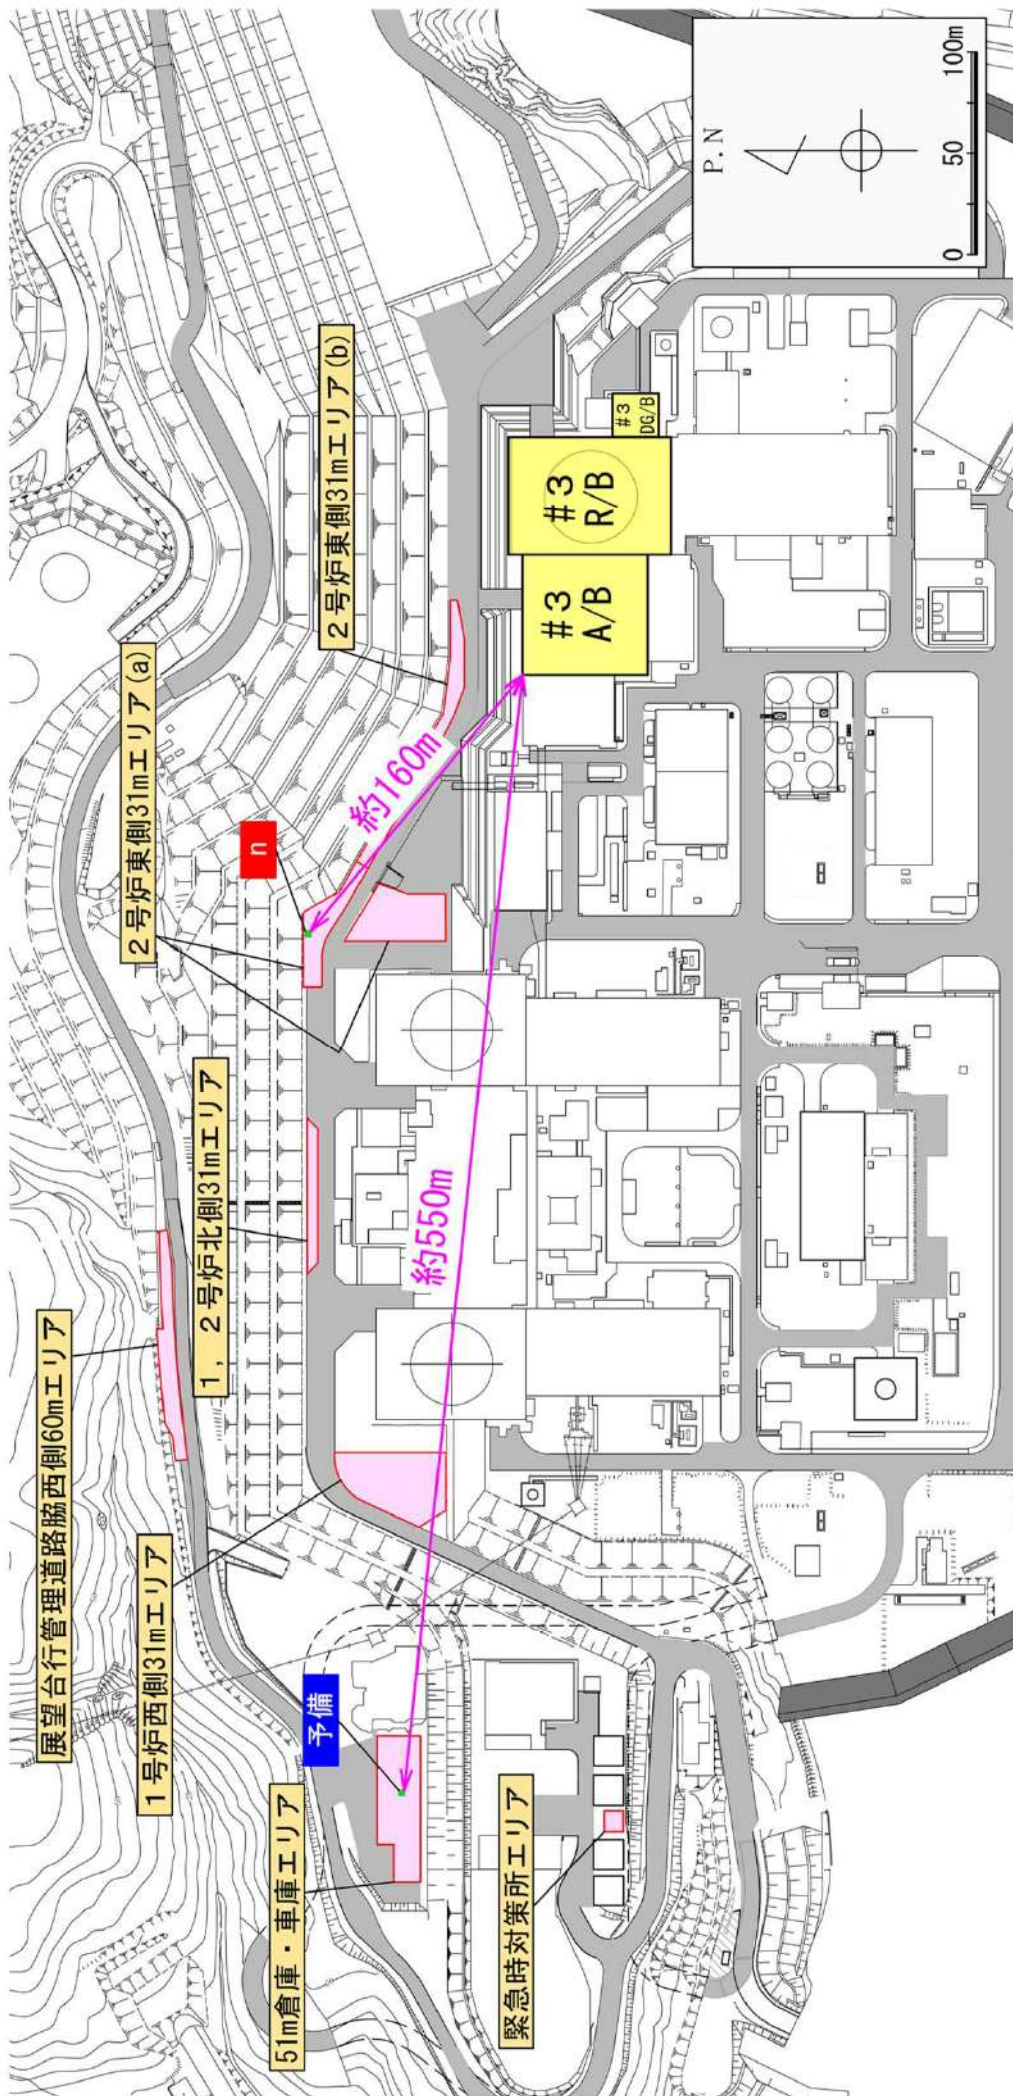 展望台行管理道路脇西側60mエリア
1号炉西側31mエリア
51m倉庫・車庫エリア
1,2号炉北側31mエリア
2号炉東側31mエリア(a)
2号炉東側31mエリア(b)
緊急時対策所エリア
予備
n
約160m
約550m
#3
A/B
#3
R/B
#3
DG/B
P.N
0 50 100m